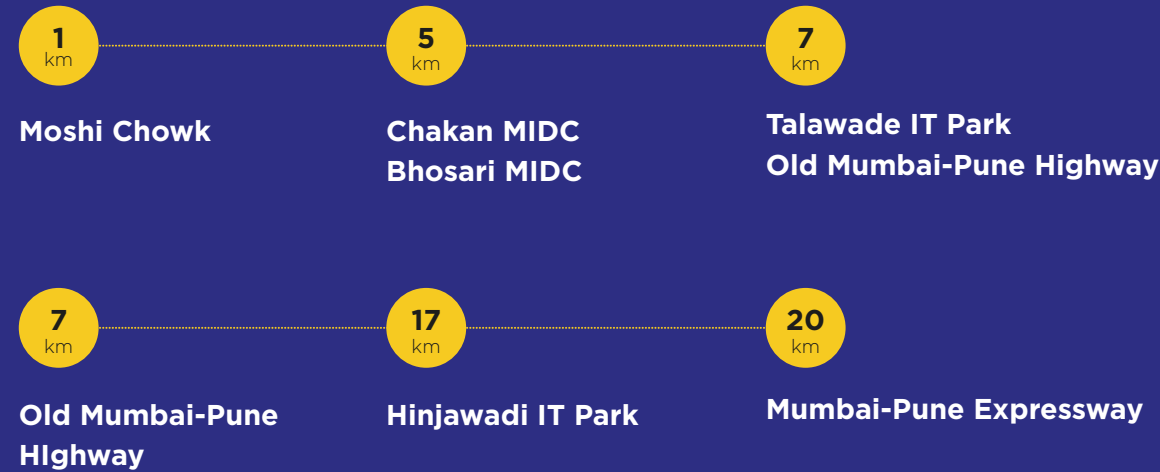 1
km
Moshi Chowk
5
km
Chakan MIDC
Bhosari MIDC
7
km
Talawade IT Park
Old Mumbai-Pune Highway
7
km
Old Mumbai-Pune
HIghway
17
km
Hinjawadi IT Park
20
km
Mumbai-Pune Expressway